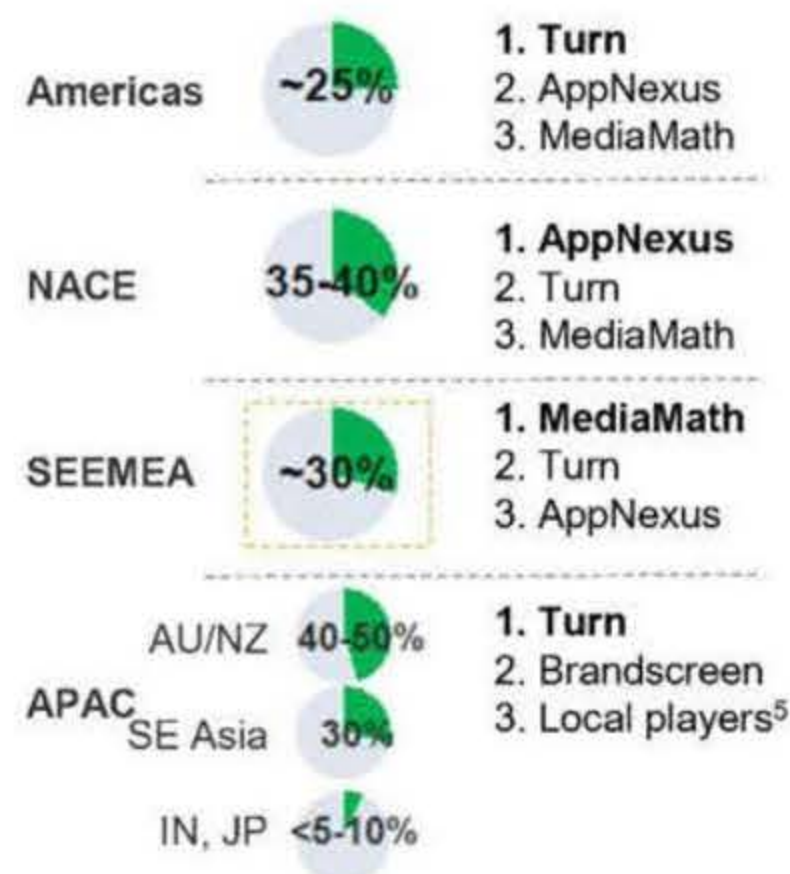 Americas
~25%
1. Turn
2. AppNexus
3. MediaMath
NACE
35-40%
1. AppNexus
2. Turn
3. MediaMath
SEEMEA
~30%
1. MediaMath
2. Turn
3. AppNexus
APAC
AU/NZ 40-50%
SE Asia 30%
IN, JP <5-10%
1. Turn
2. Brandscreen
3. Local players⁵